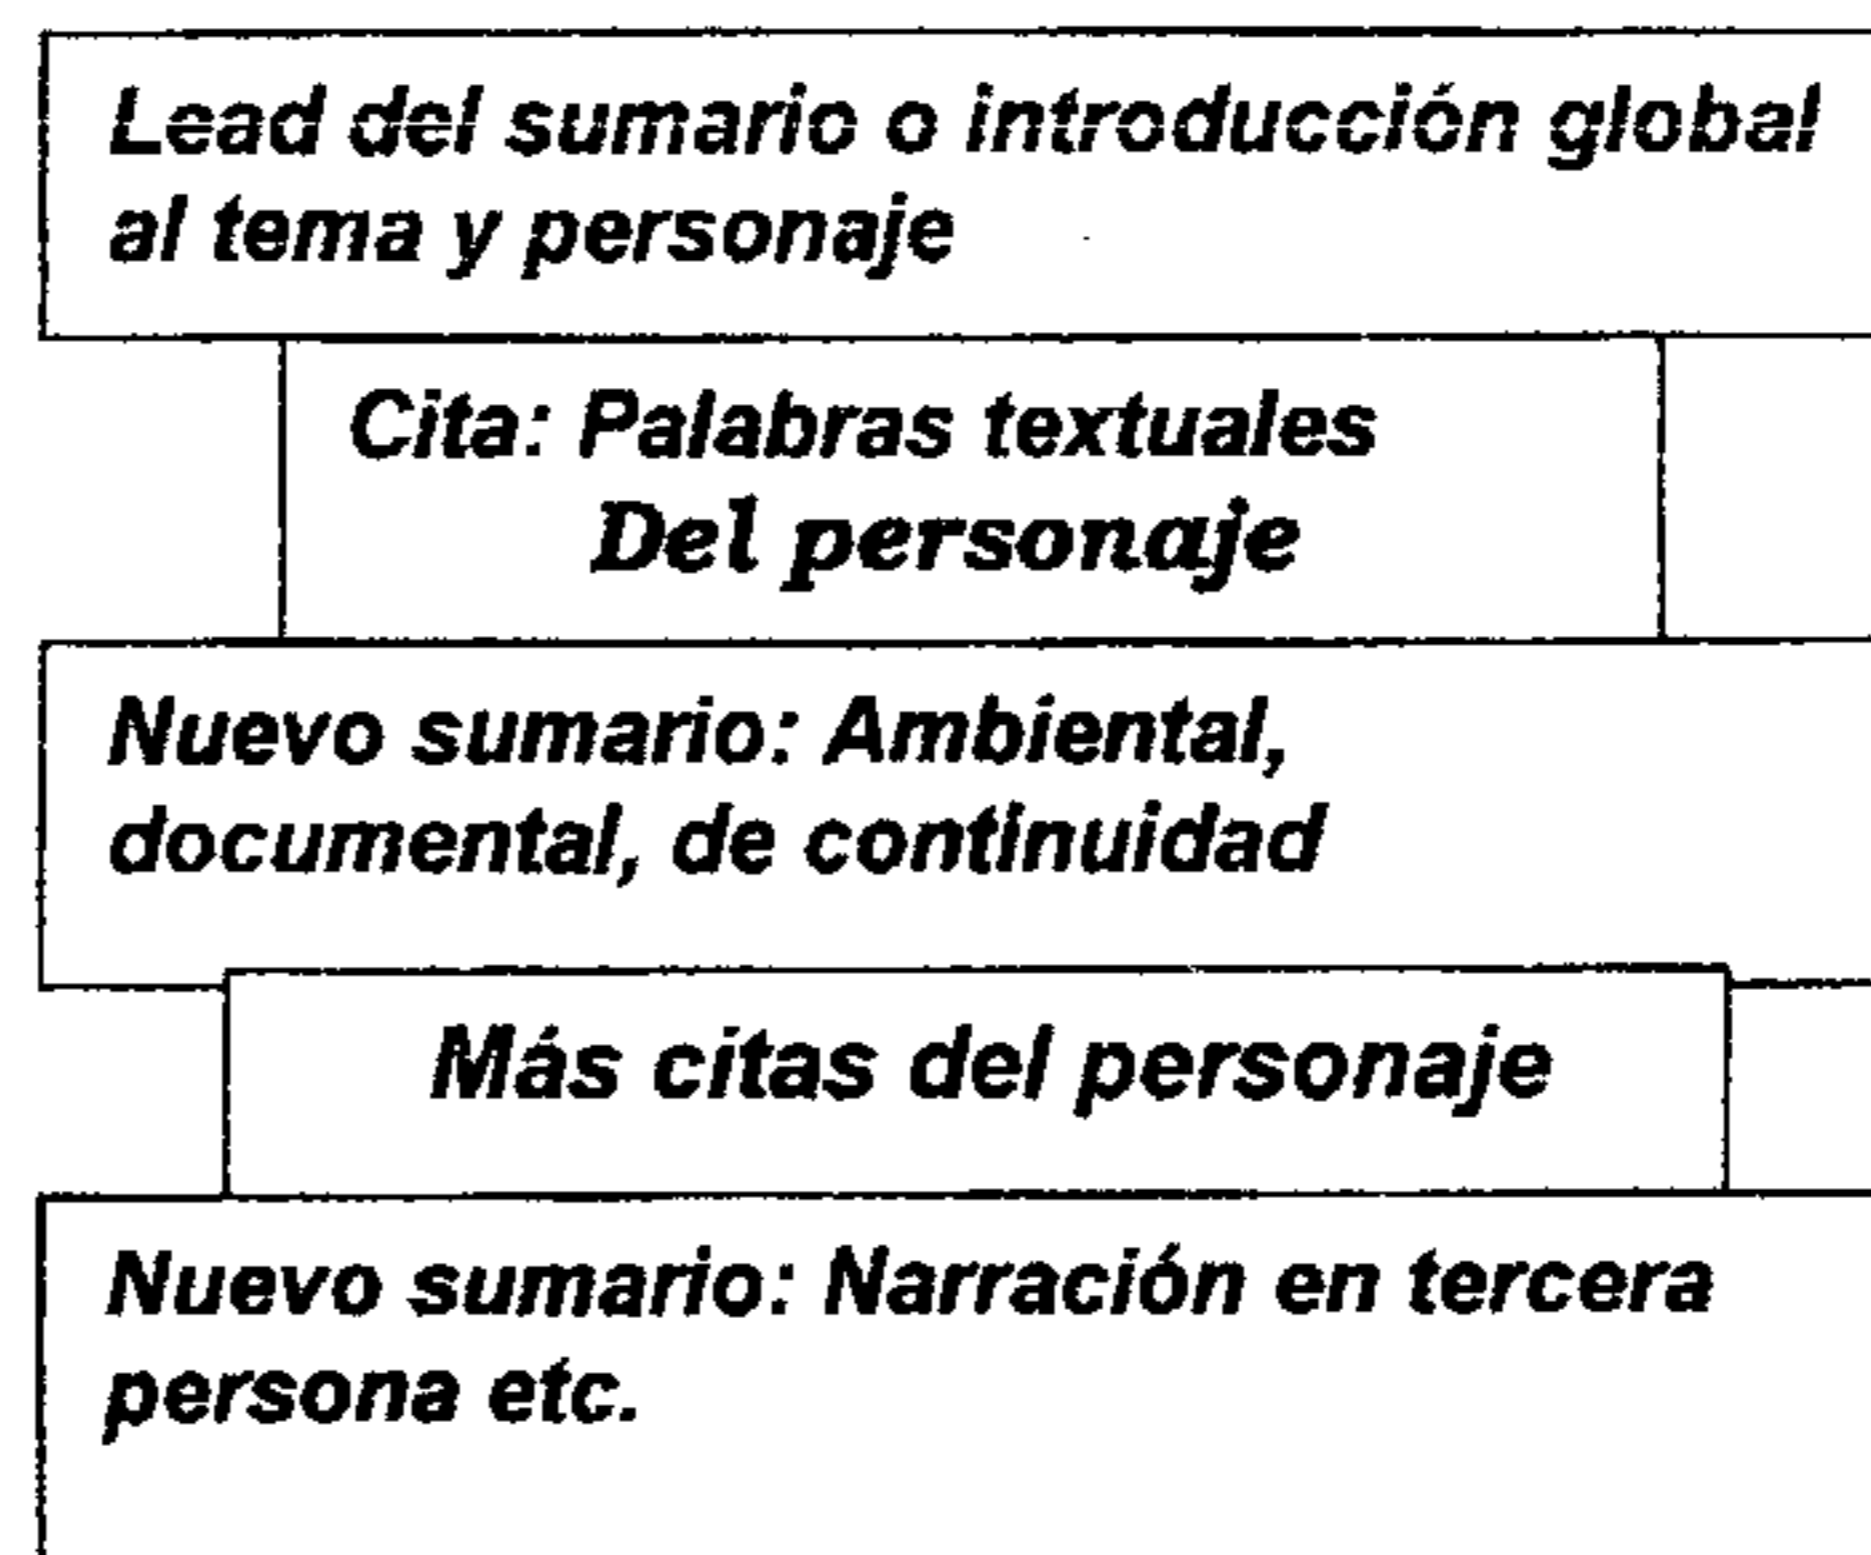 Lead del sumario o introducción global
al tema y personaje
Cita: Palabras textuales
Del personaje
Nuevo sumario: Ambiental,
documental, de continuidad
Más citas del personaje
Nuevo sumario: Narración en tercera
persona etc.